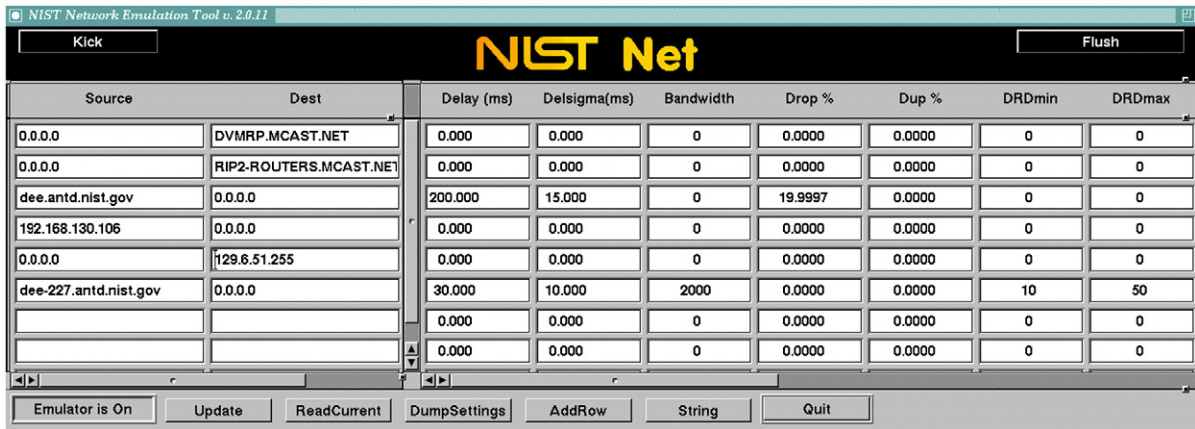 NIST Network Emulation Tool v. 2.0.11
Kick NIST Net Flush
Source Dest Delay (ms) Delsigma(ms) Bandwidth Drop % Dup % DRDmin DRDmax
0.0.0.0 DVMRP.MCAST.NET 0.000 0.000 0 0.0000 0.0000 0 0
0.0.0.0 RIP2-ROUTERS.MCAST.NET 0.000 0.000 0 0.0000 0.0000 0 0
dee.antd.nist.gov 0.0.0.0 200.000 15.000 0 19.9997 0.0000 0 0
192.168.130.106 0.0.0.0 0.000 0.000 0 0.0000 0.0000 0 0
0.0.0.0 129.6.51.255 0.000 0.000 0 0.0000 0.0000 0 0
dee-227.antd.nist.gov 0.0.0.0 30.000 10.000 2000 0.0000 0.0000 10 50
0.000 0.000 0 0.0000 0.0000 0 0
0.000 0.000 0 0.0000 0.0000 0 0
Emulator is On Update ReadCurrent DumpSettings AddRow String Quit